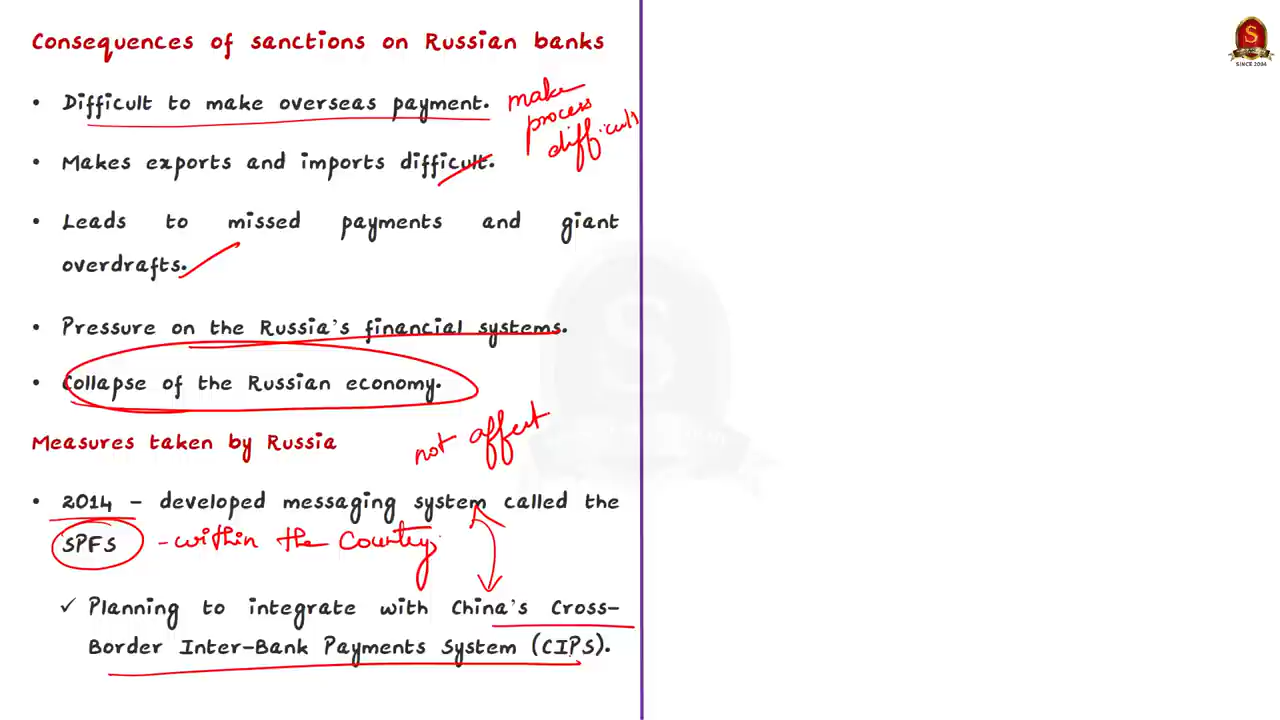 Consequences of sanctions on Russian banks
• Difficult to make overseas payment.
make
process
difficult
• Makes exports and imports difficult.
• Leads to missed payments and giant
overdrafts.
• Pressure on the Russia's financial systems.
• Collapse of the Russian economy.
not affect
Measures taken by Russia
• 2014 – developed messaging system called the
SPFS - within the Country
✓ Planning to integrate with China's Cross-
Border Inter-Bank Payments System (CIPS).
S
SINCE 2004